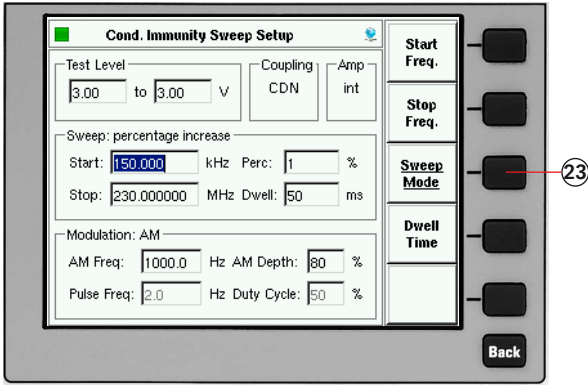 Cond. Immunity Sweep Setup
Test Level
3.00 to 3.00 V
Coupling
CDN
Amp
int
Sweep: percentage increase
Start: 150.000 kHz Perc: 1 %
Stop: 230.000000 MHz Dwell: 50 ms
Modulation: AM
AM Freq: 1000.0 Hz AM Depth: 80 %
Pulse Freq: 2.0 Hz Duty Cycle: 50 %
Start
Freq.
Stop
Freq.
Sweep
Mode
Dwell
Time
23
Back